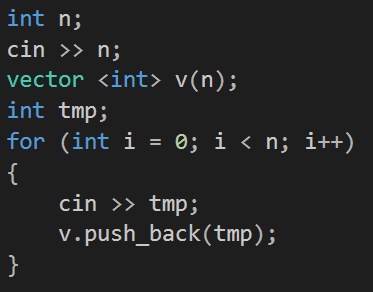 int n;
cin >> n;
vector <int> v(n);
int tmp;
for (int i = 0; i < n; i++)
{
    cin >> tmp;
    v.push_back(tmp);
}